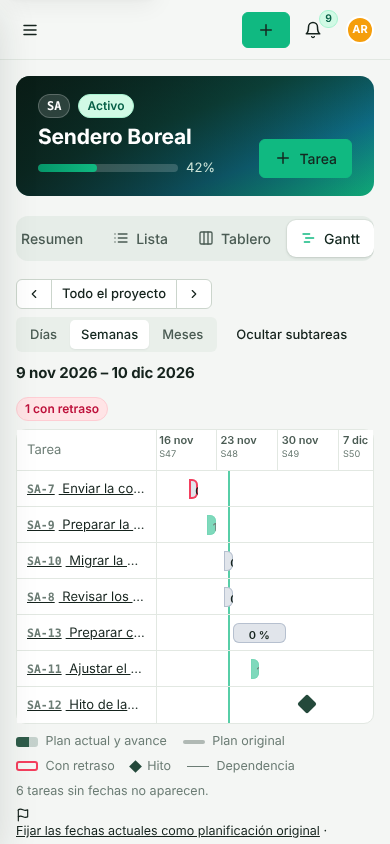 9
AR
SA
Activo
Sendero Boreal
42%
Tarea
Resumen
Lista
Tablero
Gantt
Todo el proyecto
Días
Semanas
Meses
Ocultar subtareas
9 nov 2026 – 10 dic 2026
1 con retraso
Tarea
16 nov
S47
23 nov
S48
30 nov
S49
7 dic
S50
SA-7 Enviar la co...
SA-9 Preparar la ...
SA-10 Migrar la ...
SA-8 Revisar los ...
SA-13 Preparar c...
0 %
SA-11 Ajustar el ...
SA-12 Hito de la...
Plan actual y avance
Plan original
Con retraso
Hito
Dependencia
6 tareas sin fechas no aparecen.
Fijar las fechas actuales como planificación original ·